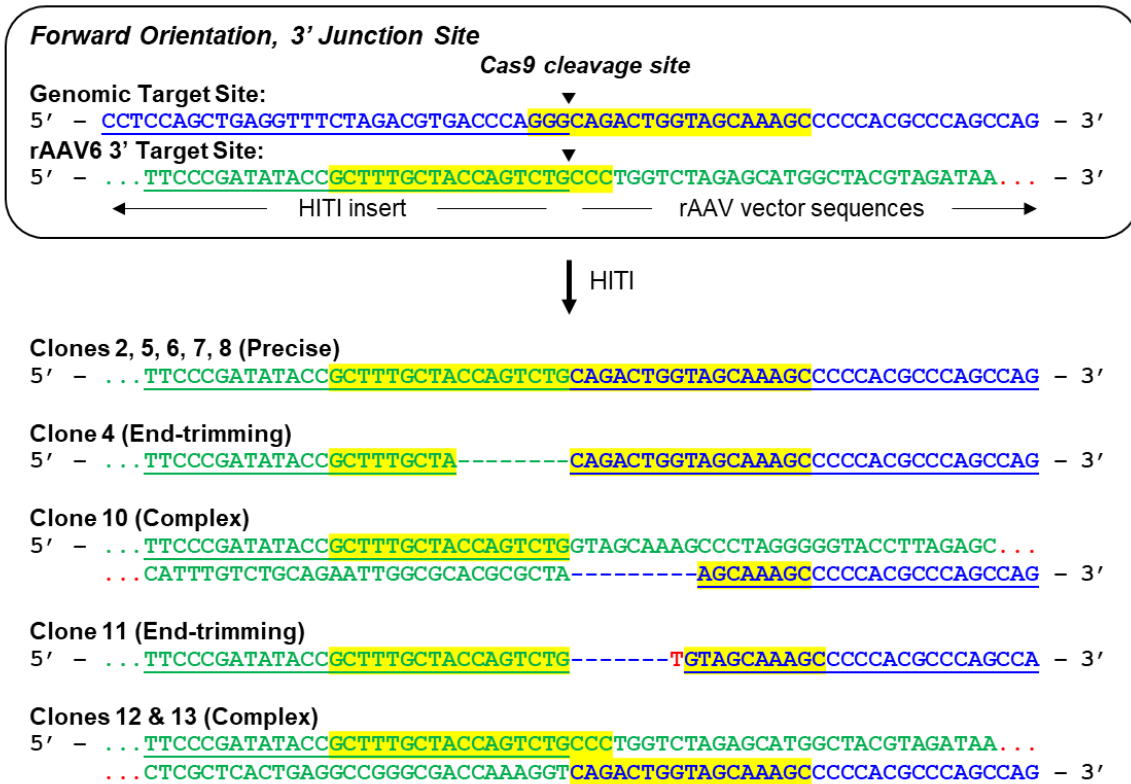 Forward Orientation, 3' Junction Site
Cas9 cleavage site
Genomic Target Site:
5' – CCTCCAGCTGAGGTTTCTAGACGTGACCCAGGGCAGACTGGTAGCAAAGCCCCCACGCCCAGCCAG – 3'
rAAV6 3' Target Site:
5' – ...TTCCCGATATACCGCTTTGCTACCAGTCTGCCCTGGTCTAGAGCATGGCTACGTAGATAA... – 3'
HITI insert rAAV vector sequences
HITI
Clones 2, 5, 6, 7, 8 (Precise)
5' – ...TTCCCGATATACCGCTTTGCTACCAGTCTGCAGACTGGTAGCAAAGCCCCCACGCCCAGCCAG – 3'
Clone 4 (End-trimming)
5' – ...TTCCCGATATACCGCTTTGCTA--------CAGACTGGTAGCAAAGCCCCCACGCCCAGCCAG – 3'
Clone 10 (Complex)
5' – ...TTCCCGATATACCGCTTTGCTACCAGTCTGGTAGCAAAGCCCTAGGGGGTACCTTAGAGC...
...CATTTGTCTGCAGAATTGGCGCACGCGCTA---------AGCAAAGCCCCCACGCCCAGCCAG – 3'
Clone 11 (End-trimming)
5' – ...TTCCCGATATACCGCTTTGCTACCAGTCTG-------TGTAGCAAAGCCCCCACGCCCAGCCA – 3'
Clones 12 & 13 (Complex)
5' – ...TTCCCGATATACCGCTTTGCTACCAGTCTGCCCTGGTCTAGAGCATGGCTACGTAGATAA...
...CTCGCTCACTGAGGCCGGGCGACCAAAGGTCAGACTGGTAGCAAAGCCCCCACGCCCAGCCAG – 3'